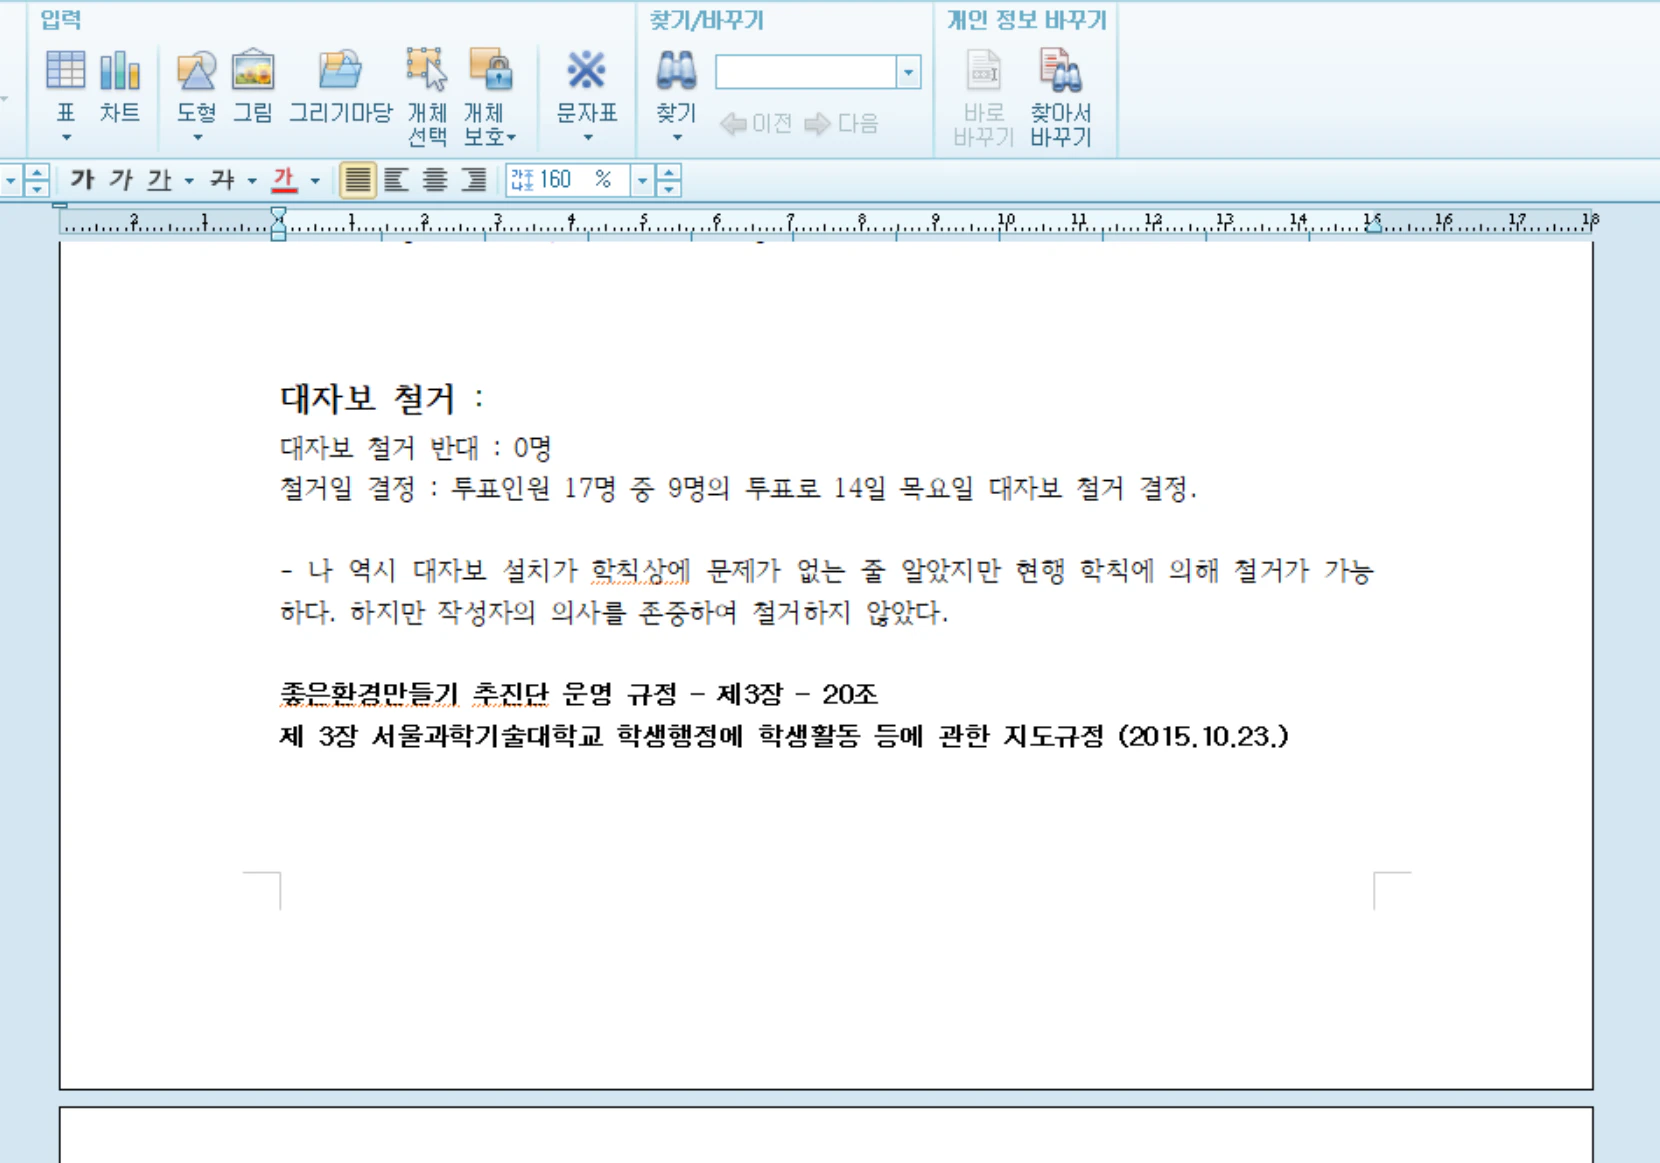 입력
찾기/바꾸기
개인 정보 바꾸기
표
차트
도형
그림
그리기마당
개체
선택
개체
보호
문자표
찾기
이전
다음
바로
바꾸기
찾아서
바꾸기
가 가 가 가 가
160 %
2 1 1 2 3 4 5 6 7 8 9 10 11 12 13 14 15 16 17 18
대자보 철거 :
대자보 철거 반대 : 0명
철거일 결정 : 투표인원 17명 중 9명의 투표로 14일 목요일 대자보 철거 결정.
- 나 역시 대자보 설치가 학칙상에 문제가 없는 줄 알았지만 현행 학칙에 의해 철거가 가능
하다. 하지만 작성자의 의사를 존중하여 철거하지 않았다.
좋은환경만들기 추진단 운영 규정 - 제3장 - 20조
제 3장 서울과학기술대학교 학생행정에 학생활동 등에 관한 지도규정 (2015.10.23.)